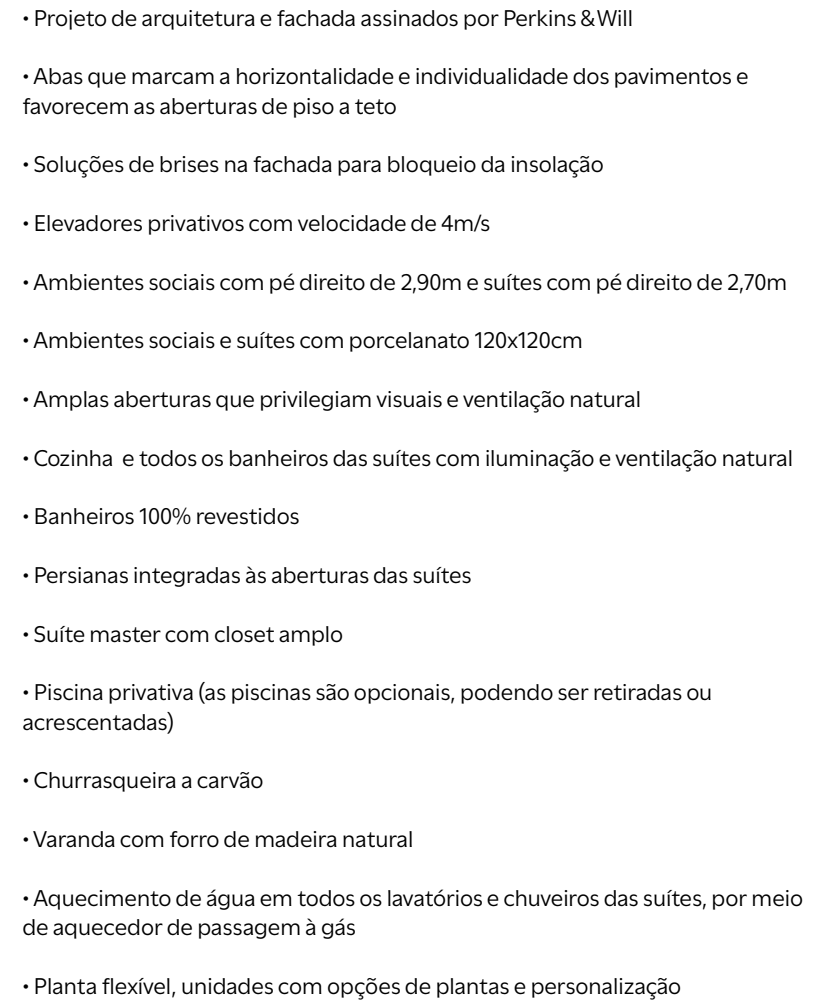 • Projeto de arquitetura e fachada assinados por Perkins &Will
• Abas que marcam a horizontalidade e individualidade dos pavimentos e
favorecem as aberturas de piso a teto
• Soluções de brises na fachada para bloqueio da insolação
• Elevadores privativos com velocidade de 4m/s
• Ambientes sociais com pé direito de 2,90m e suítes com pé direito de 2,70m
• Ambientes sociais e suítes com porcelanato 120x120cm
• Amplas aberturas que privilegiam visuais e ventilação natural
• Cozinha  e todos os banheiros das suítes com iluminação e ventilação natural
• Banheiros 100% revestidos
• Persianas integradas às aberturas das suítes
• Suíte master com closet amplo
• Piscina privativa (as piscinas são opcionais, podendo ser retiradas ou
acrescentadas)
• Churrasqueira a carvão
• Varanda com forro de madeira natural
• Aquecimento de água em todos os lavatórios e chuveiros das suítes, por meio
de aquecedor de passagem à gás
• Planta flexível, unidades com opções de plantas e personalização